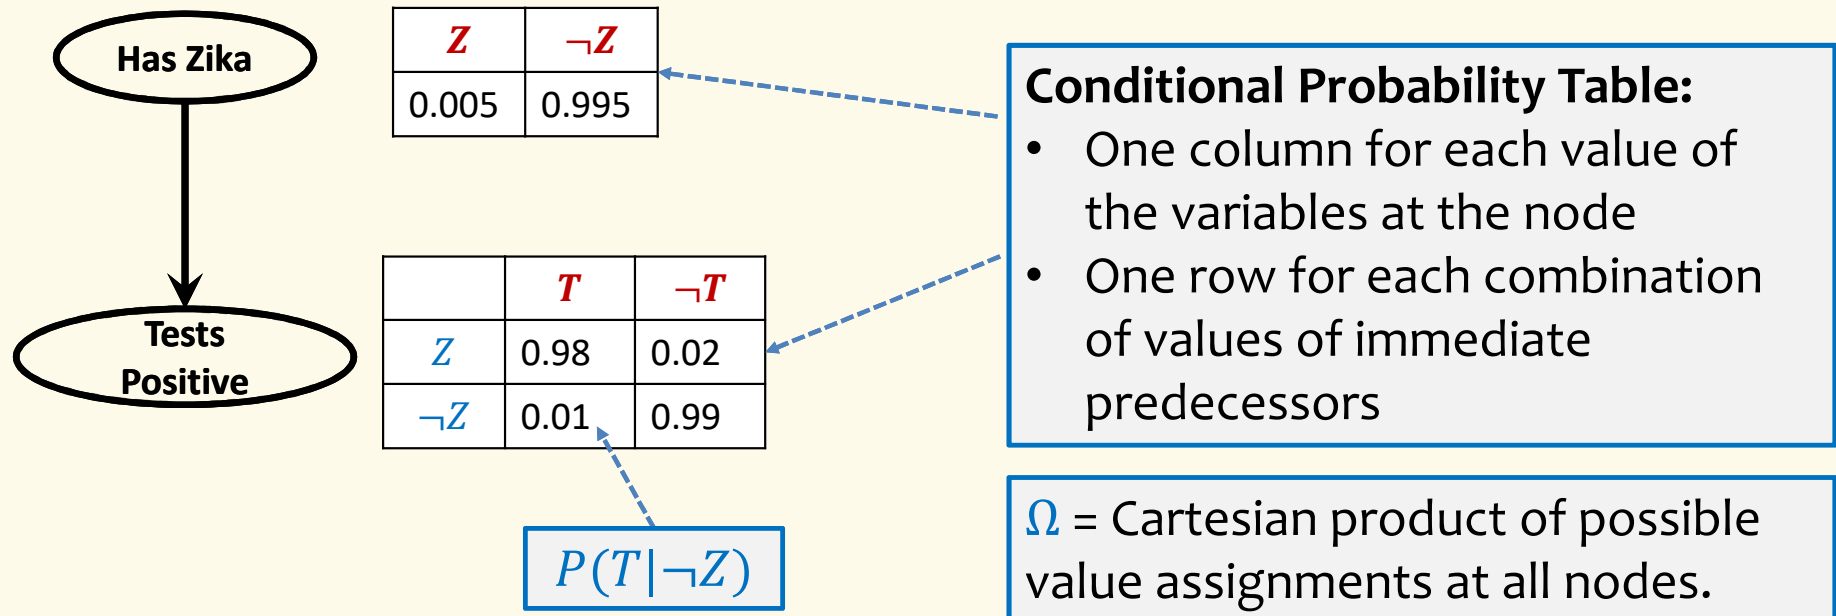 Has Zika
Z ¬Z
0.005 0.995
Conditional Probability Table:
• One column for each value of
the variables at the node
• One row for each combination
of values of immediate
predecessors
Tests
Positive
T ¬T
Z 0.98 0.02
¬Z 0.01 0.99
P(T|¬Z)
Ω = Cartesian product of possible
value assignments at all nodes.